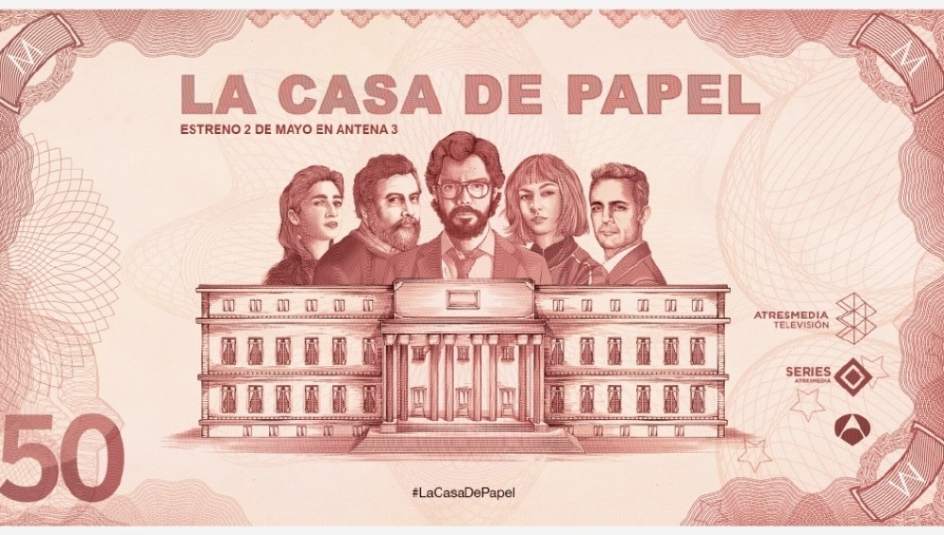 M
M
LA CASA DE PAPEL
ESTRENO 2 DE MAYO EN ANTENA 3
ATRESMEDIA
TELEVISIÓN
SERIES
ATRESMEDIA
50
#LaCasaDePapel
M